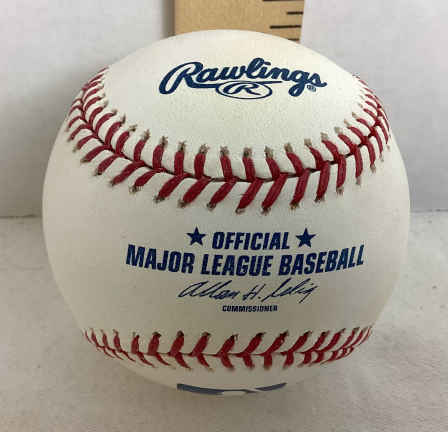 Rawlings®
R
★ OFFICIAL ★
MAJOR LEAGUE BASEBALL
Allan H. Selig
COMMISSIONER